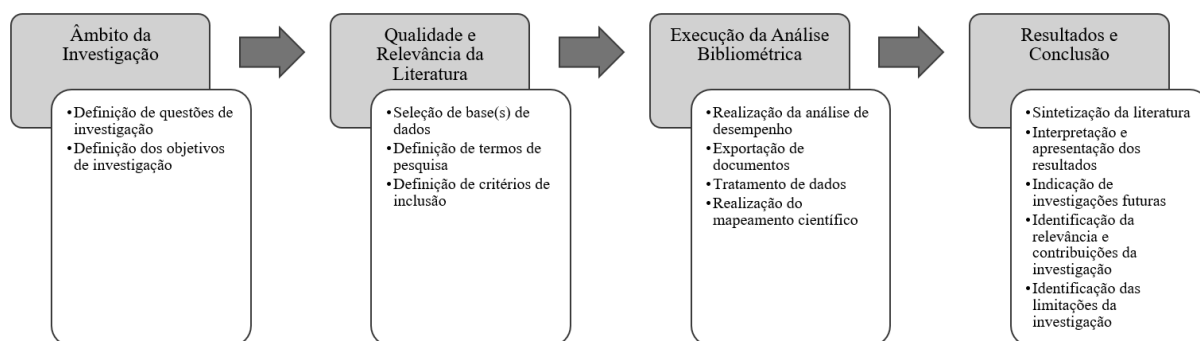 Âmbito da
Investigação
•Definição de questões de
investigação
•Definição dos objetivos
de investigação
Qualidade e
Relevância da
Literatura
•Seleção de base(s) de
dados
•Definição de termos de
pesquisa
•Definição de critérios de
inclusão
Execução da Análise
Bibliométrica
•Realização da análise de
desempenho
•Exportação de
documentos
•Tratamento de dados
•Realização do
mapeamento científico
Resultados e
Conclusão
•Sintetização da literatura
•Interpretação e
apresentação dos
resultados
•Indicação de
investigações futuras
•Identificação da
relevância e
contribuições da
investigação
•Identificação das
limitações da
investigação